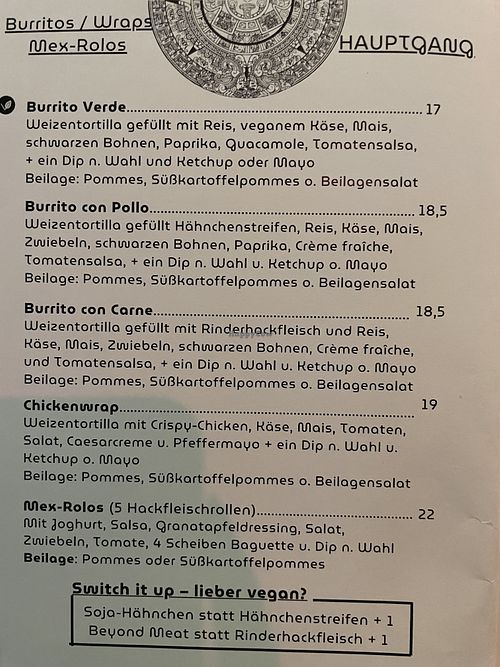 Burritos / Wraps
Mex-Rolos
HAUPTGANG
Burrito Verde.......................................................................17
Weizentortilla gefüllt mit Reis, veganem Käse, Mais,
schwarzen Bohnen, Paprika, Guacamole, Tomatensalsa,
+ ein Dip n. Wahl und Ketchup oder Mayo
Beilage: Pommes, Süßkartoffelpommes o. Beilagensalat
Burrito con Pollo................................................................18,5
Weizentortilla gefüllt Hähnchenstreifen, Reis, Käse, Mais,
Zwiebeln, schwarzen Bohnen, Paprika, Crème fraîche,
Tomatensalsa, + ein Dip n. Wahl u. Ketchup o. Mayo
Beilage: Pommes, Süßkartoffelpommes o. Beilagensalat
Burrito con Carne..............................................................18,5
Weizentortilla gefüllt mit Rinderhackfleisch und Reis,
Käse, Mais, Zwiebeln, schwarzen Bohnen, Crème fraîche,
und Tomatensalsa, + ein Dip n. Wahl u. Ketchup o. Mayo
Beilage: Pommes, Süßkartoffelpommes o. Beilagensalat
Chickenwrap.......................................................................19
Weizentortilla mit Crispy-Chicken, Käse, Mais, Tomaten,
Salat, Caesarcreme u. Pfeffermayo + ein Dip n. Wahl u.
Ketchup o. Mayo
Beilage: Pommes, Süßkartoffelpommes o. Beilagensalat
Mex-Rolos (5 Hackfleischrollen).....................................22
Mit Joghurt, Salsa, Granatapfeldressing, Salat,
Zwiebeln, Tomate, 4 Scheiben Baguette u. Dip n. Wahl
Beilage: Pommes oder Süßkartoffelpommes
Switch it up – lieber vegan?
Soja-Hähnchen statt Hähnchenstreifen + 1
Beyond Meat statt Rinderhackfleisch + 1